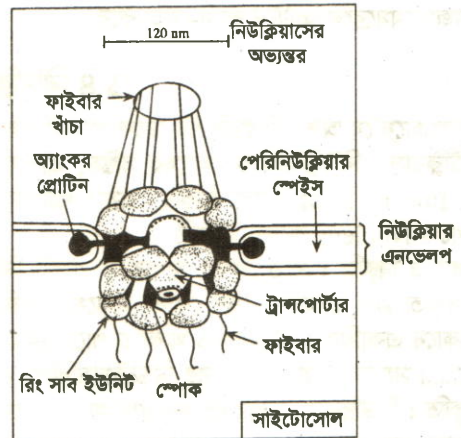 120 nm
নিউক্লিয়াসের
অভ্যন্তর
ফাইবার
খাঁচা
অ্যাংকর
প্রোটিন
পেরিনিউক্লিয়ার
স্পেইস
নিউক্লিয়ার
এনভেলপ
ট্রান্সপোর্টার
ফাইবার
রিং সাব ইউনিট
স্পোক
সাইটোসোল